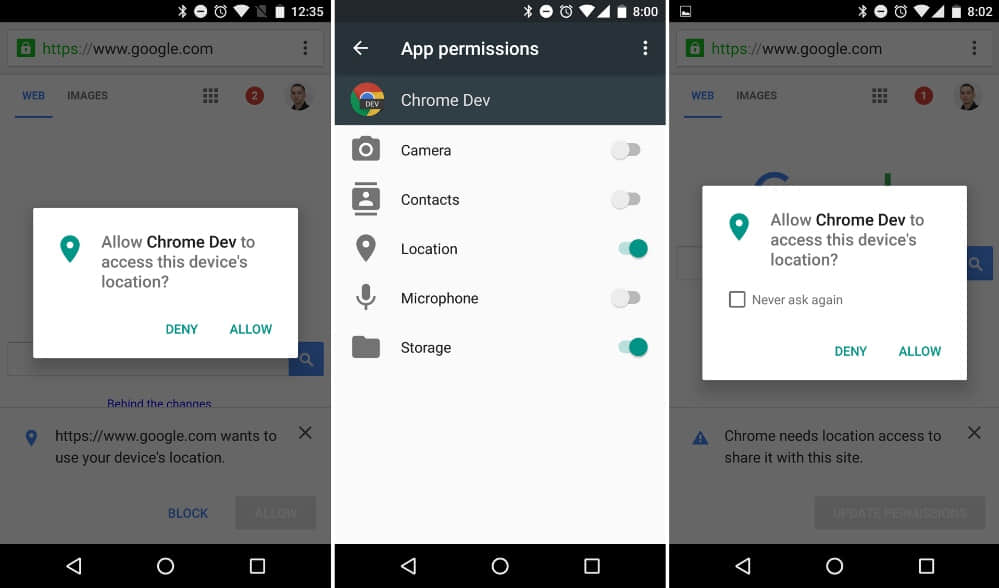 12:35
https://www.google.com
WEB IMAGES 2
Allow Chrome Dev to
access this device's
location?
DENY ALLOW
Behind the changes
https://www.google.com wants to
use your device's location.
BLOCK ALLOW
8:00
App permissions
DEV Chrome Dev
Camera
Contacts
Location
Microphone
Storage
8:02
https://www.google.com
WEB IMAGES 1
Allow Chrome Dev to
access this device's
location?
Never ask again
DENY ALLOW
Chrome needs location access to
share it with this site.
UPDATE PERMISSIONS